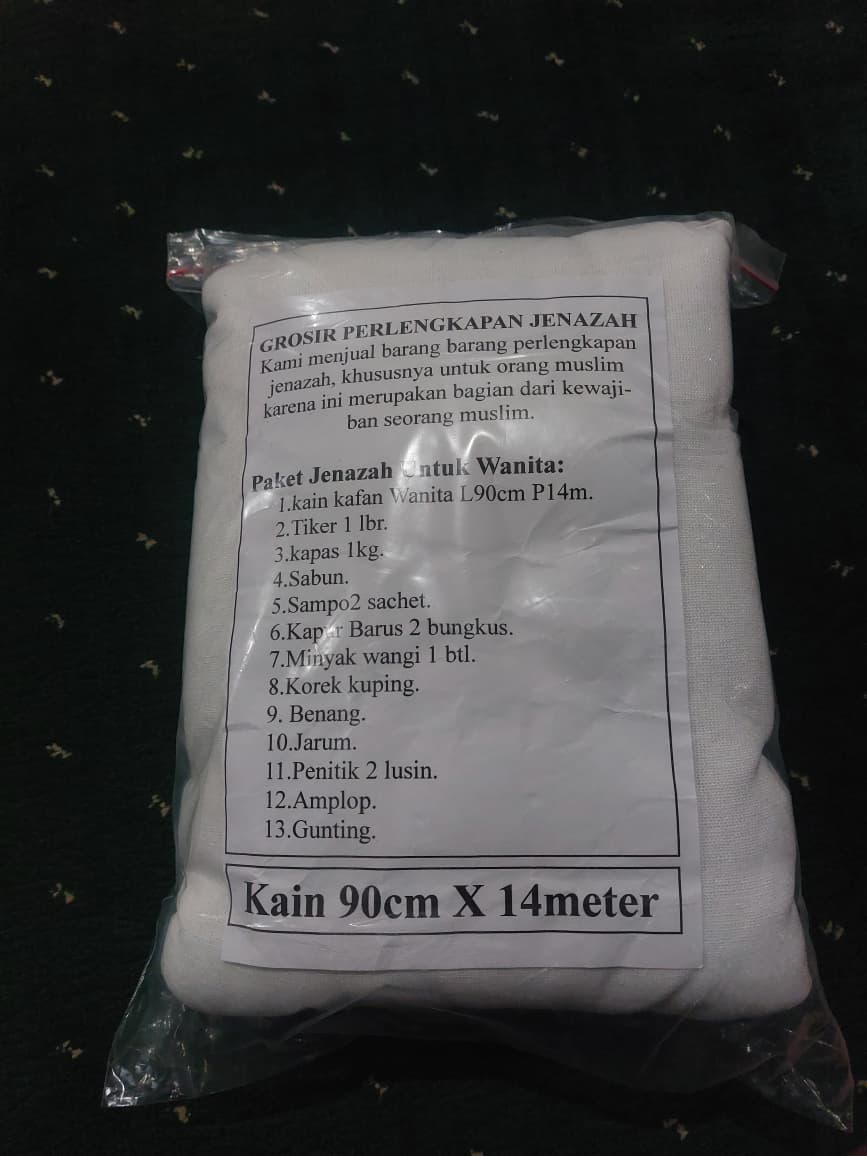 GROSIR PERLENGKAPAN JENAZAH
Kami menjual barang barang perlengkapan
jenazah, khususnya untuk orang muslim
karena ini merupakan bagian dari kewaji-
ban seorang muslim.
Paket Jenazah Untuk Wanita:
1.kain kafan Wanita L90cm P14m.
2.Tiker 1 lbr.
3.kapas 1kg.
4.Sabun.
5.Sampo2 sachet.
6.Kapur Barus 2 bungkus.
7.Minyak wangi 1 btl.
8.Korek kuping.
9. Benang.
10.Jarum.
11.Penitik 2 lusin.
12.Amplop.
13.Gunting.
Kain 90cm X 14meter